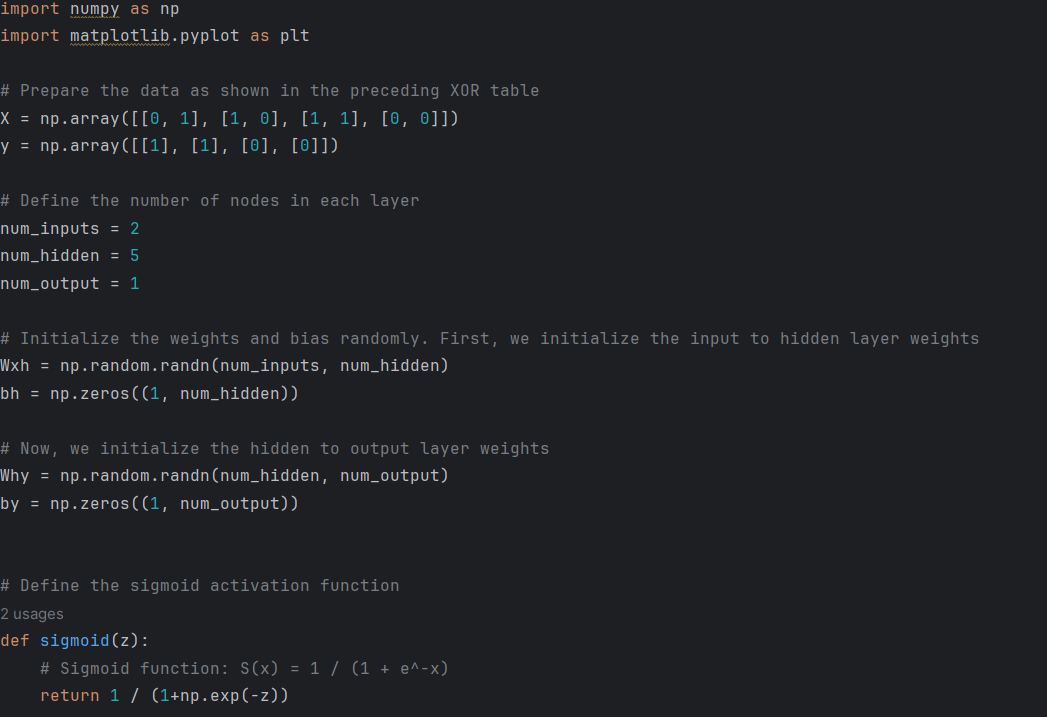 import numpy as np
import matplotlib.pyplot as plt
# Prepare the data as shown in the preceding XOR table
X = np.array([[0, 1], [1, 0], [1, 1], [0, 0]])
y = np.array([[1], [1], [0], [0]])
# Define the number of nodes in each layer
num_inputs = 2
num_hidden = 5
num_output = 1
# Initialize the weights and bias randomly. First, we initialize the input to hidden layer weights
Wxh = np.random.randn(num_inputs, num_hidden)
bh = np.zeros((1, num_hidden))
# Now, we initialize the hidden to output layer weights
Why = np.random.randn(num_hidden, num_output)
by = np.zeros((1, num_output))
# Define the sigmoid activation function
2 usages
def sigmoid(z):
    # Sigmoid function: S(x) = 1 / (1 + e^-x)
    return 1 / (1+np.exp(-z))